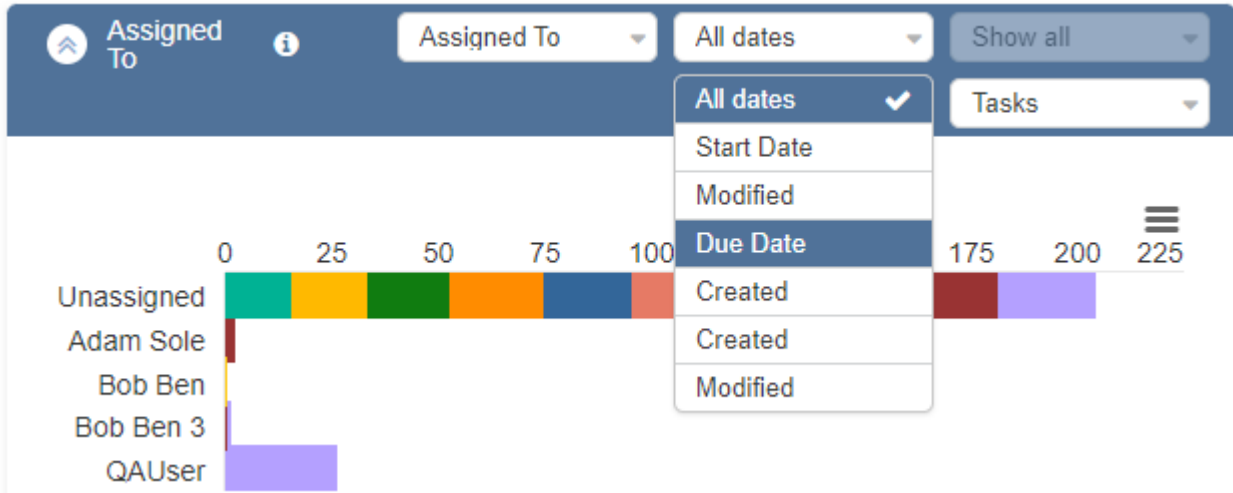 Assigned
To
Assigned To
All dates
Show all
Tasks
All dates
Start Date
Modified
Due Date
Created
Created
Modified
0 25 50 75 100 175 200 225
Unassigned
Adam Sole
Bob Ben
Bob Ben 3
QAUser